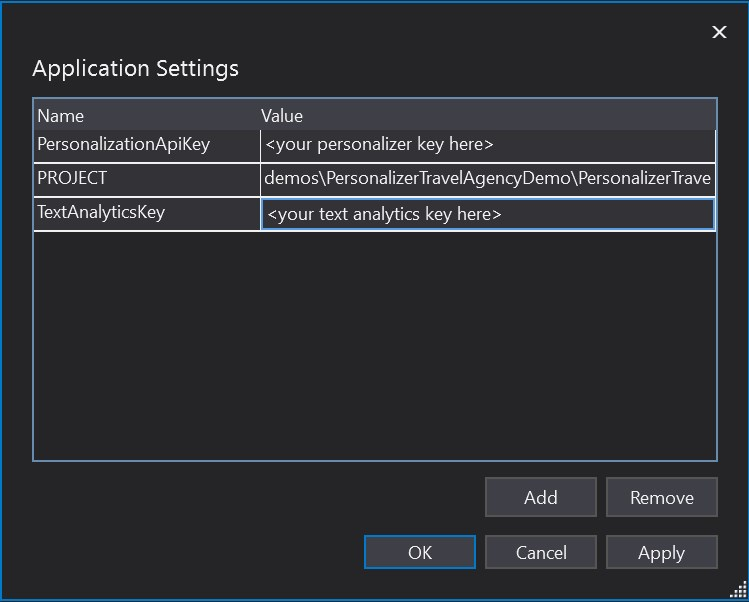 Application Settings
Name Value
PersonalizationApiKey <your personalizer key here>
PROJECT demos\PersonalizerTravelAgencyDemo\PersonalizerTrave
TextAnalyticsKey <your text analytics key here>
Add Remove
OK Cancel Apply